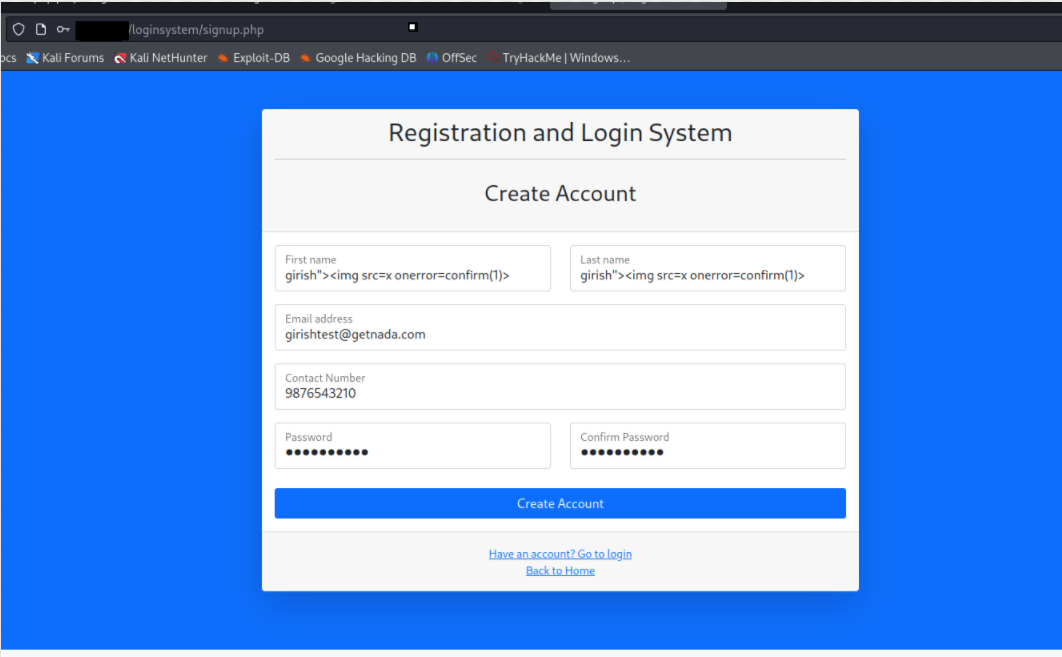 /loginsystem/signup.php
ocs Kali Forums Kali NetHunter Exploit-DB Google Hacking DB OffSec TryHackMe | Windows…
Registration and Login System
Create Account
First name Last name
girish"><img src=x onerror=confirm(1)> girish"><img src=x onerror=confirm(1)>
Email address
girishtest@getnada.com
Contact Number
9876543210
Password Confirm Password
•••••••••• ••••••••••
Create Account
Have an account? Go to login
Back to Home